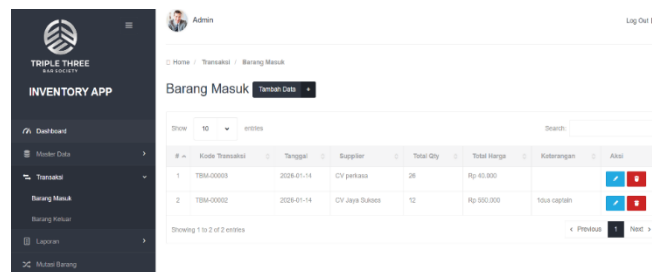 Admin
Log Out
TRIPLE THREE
BAR SOCIETY
INVENTORY APP
Home / Transaksi / Barang Masuk
Barang Masuk Tambah Data +
Dashboard
Master Data
Transaksi
Barang Masuk
Barang Keluar
Laporan
Mutasi Barang
Show 10 entries
Search:
# Kode Transaksi Tanggal Supplier Total Qty Total Harga Keterangan Aksi
1 TBM-00003 2026-01-14 CV perkasa 26 Rp 40.000
2 TBM-00002 2026-01-14 CV Jaya Sukses 12 Rp 550.000 1dus captain
Showing 1 to 2 of 2 entries
Previous 1 Next